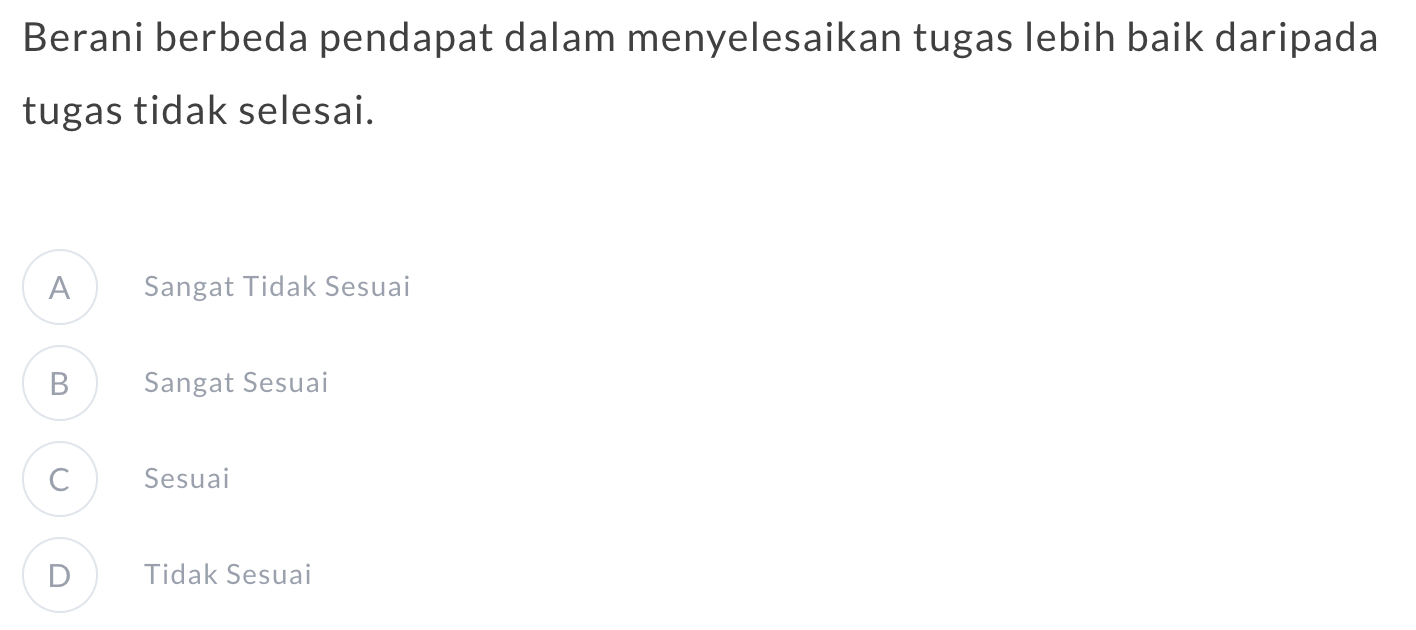 Berani berbeda pendapat dalam menyelesaikan tugas lebih baik daripada
tugas tidak selesai.
A Sangat Tidak Sesuai
B Sangat Sesuai
C Sesuai
D Tidak Sesuai